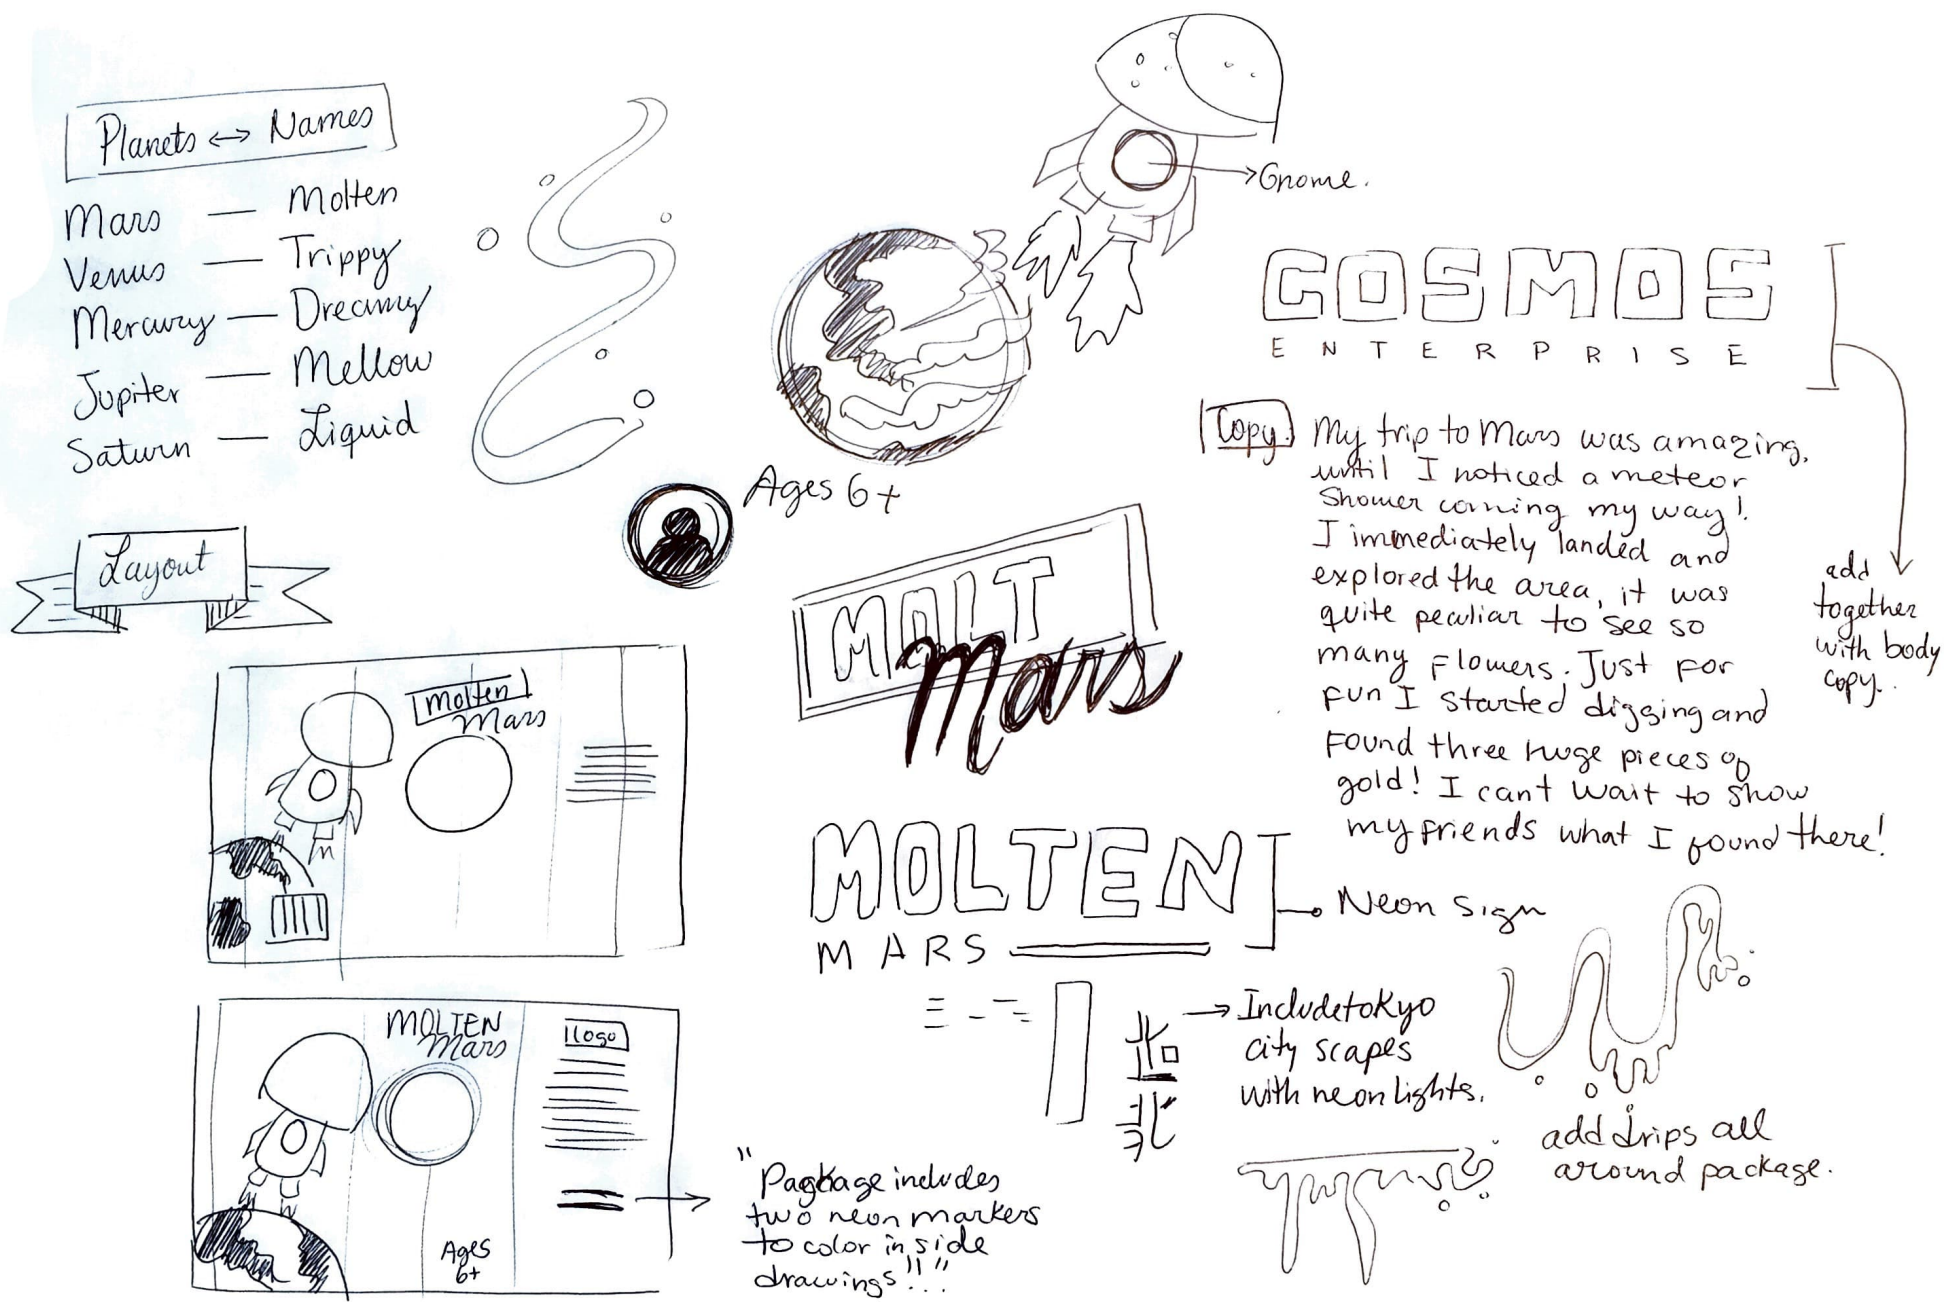 Planets ↔ Names
Mars — Molten
Venus — Trippy
Mercury — Dreamy
Jupiter — Mellow
Saturn — Liquid
Gnome.
COSMOS
ENTERPRISE
add
together
with body
copy..
Copy.
My trip to Mars was amazing,
until I noticed a meteor
Shower coming my way!
I immediately landed and
explored the area, it was
quite peculiar to see so
many flowers. Just for
fun I started digging and
found three huge pieces of
gold! I cant wait to show
my friends what I found there!
Ages 6+
MOLT
Mars
Layout
Molten
Mars
MOLTEN
Mars
logo
Ages
6+
"Package includes
two neon markers
to color in side
drawings!!.."
MOLTEN
MARS
Neon sign
Include tokyo
city scapes
with neon lights.
add drips all
around package.